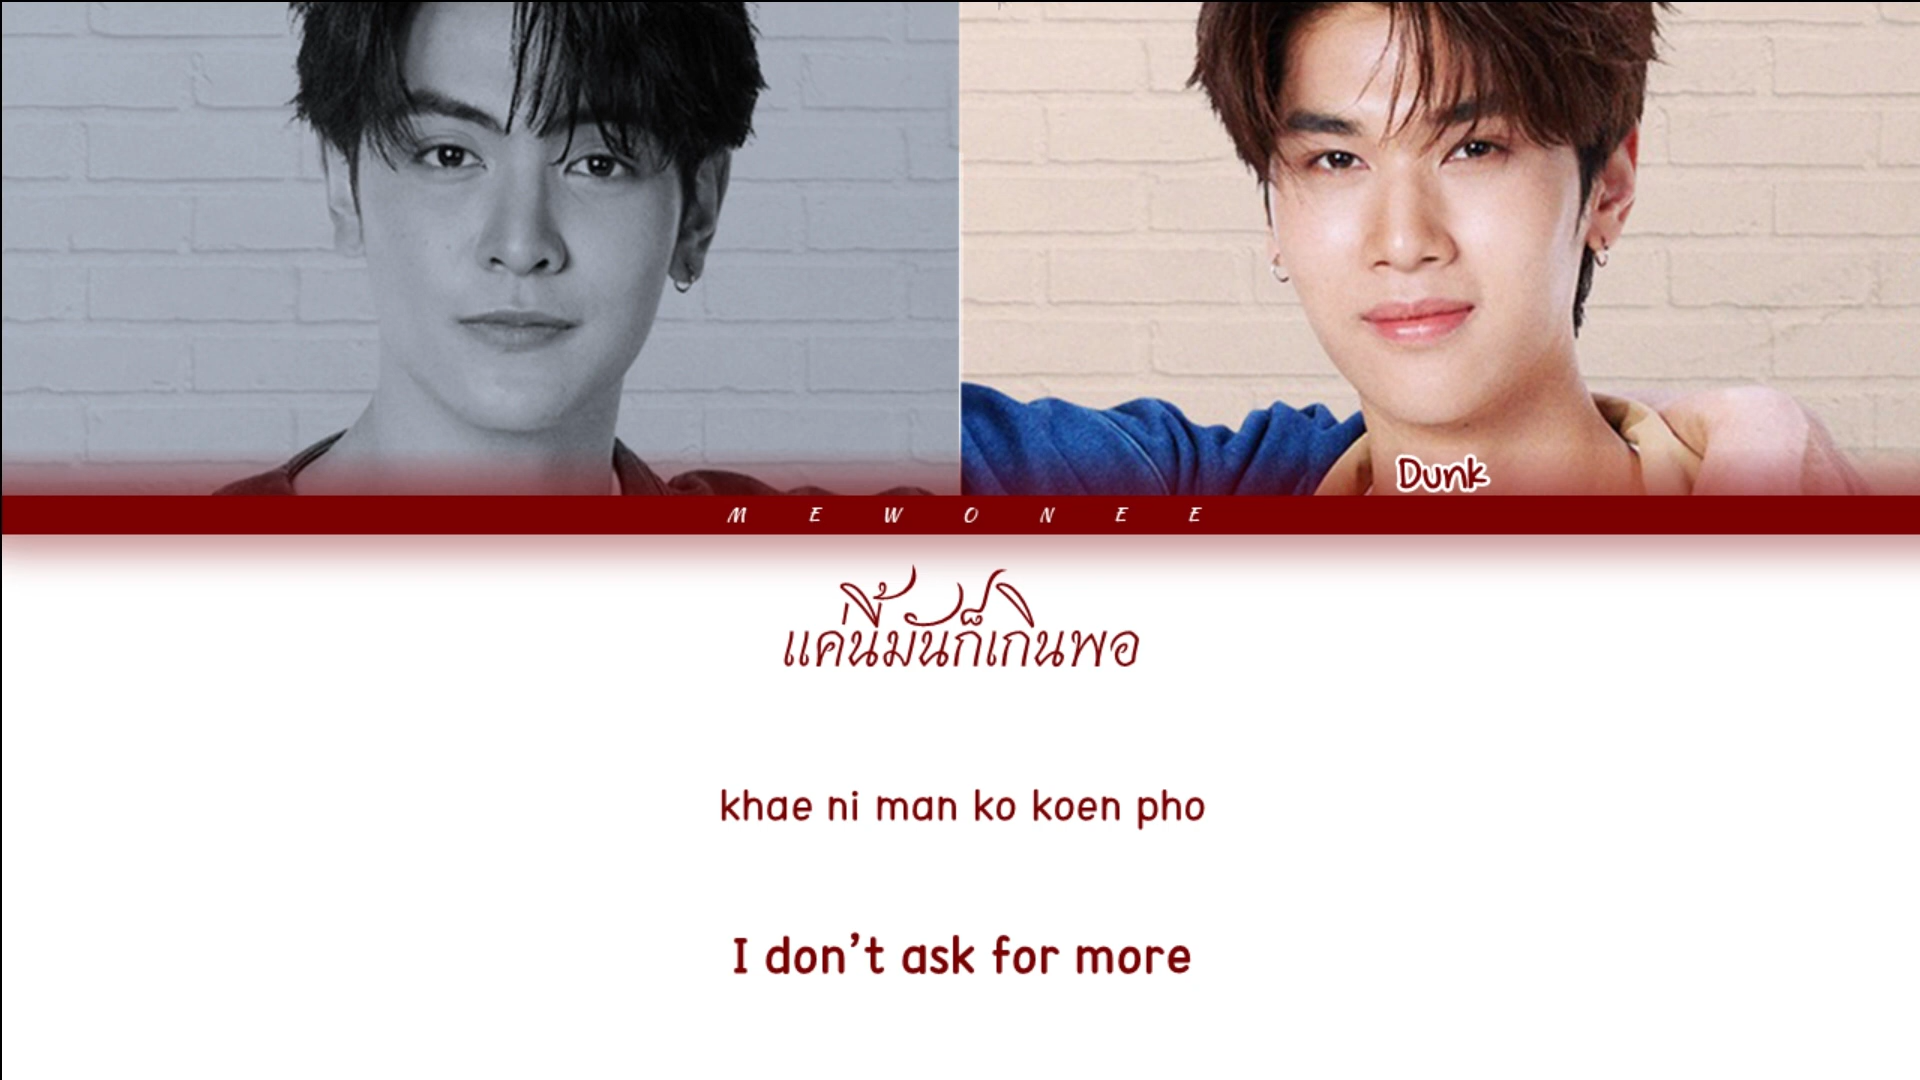 Dunk
M E W O N E E
แค่นี้มันก็เกินพอ
khae ni man ko koen pho
I don’t ask for more